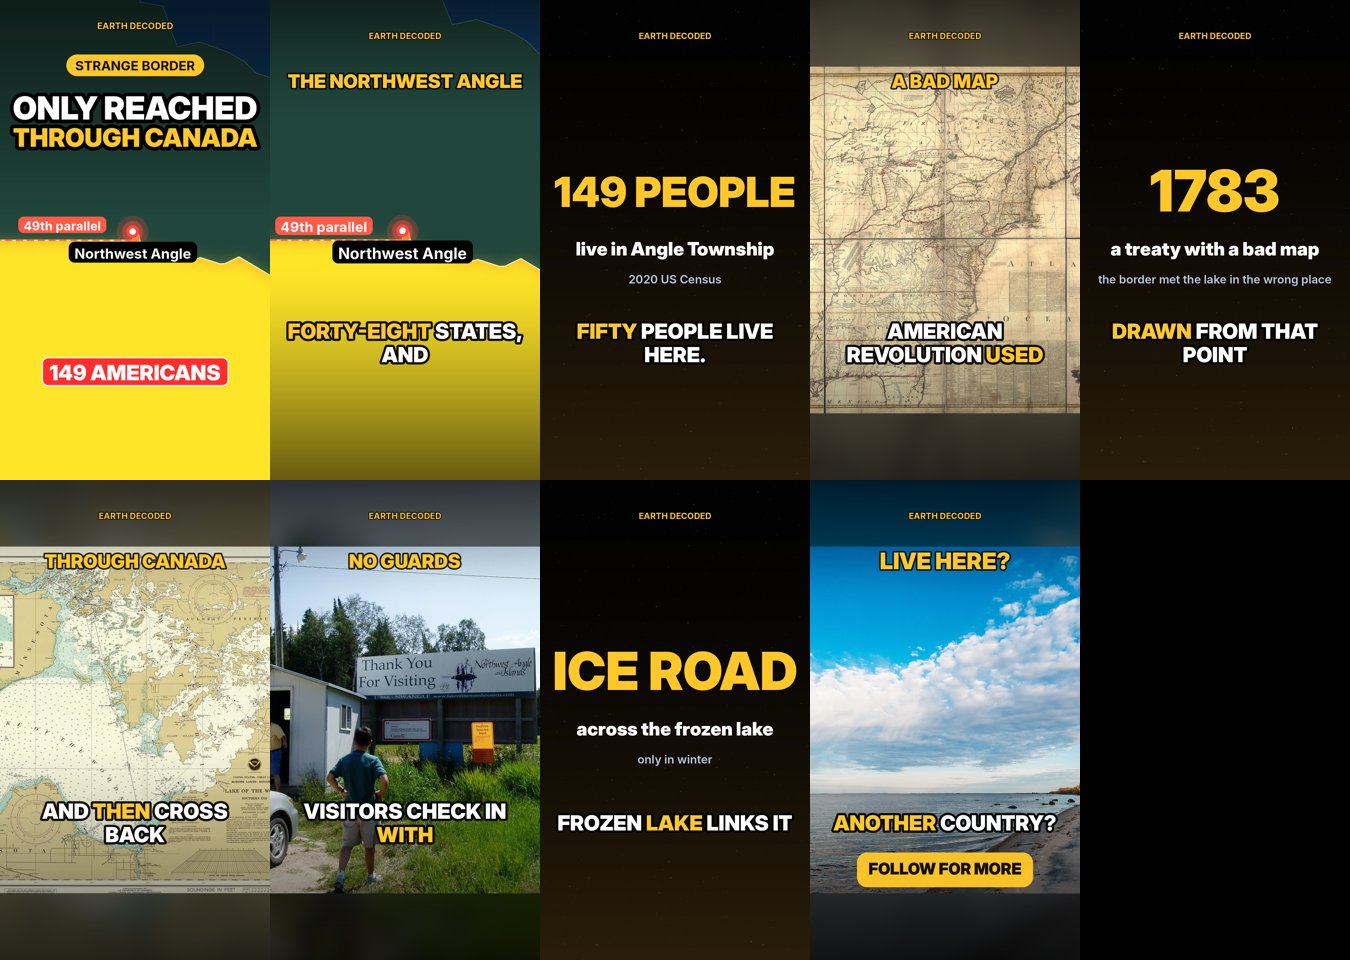 EARTH DECODED
STRANGE BORDER
ONLY REACHED
THROUGH CANADA
49th parallel
Northwest Angle
149 AMERICANS
EARTH DECODED
THE NORTHWEST ANGLE
49th parallel
Northwest Angle
FORTY-EIGHT STATES,
AND
EARTH DECODED
149 PEOPLE
live in Angle Township
2020 US Census
FIFTY PEOPLE LIVE
HERE.
EARTH DECODED
A BAD MAP
AMERICAN
REVOLUTION USED
EARTH DECODED
1783
a treaty with a bad map
the border met the lake in the wrong place
DRAWN FROM THAT
POINT
EARTH DECODED
THROUGH CANADA
AND THEN CROSS
BACK
SOUNDINGS IN FEET
EARTH DECODED
NO GUARDS
Thank You
For Visiting
Northwest Angle
and Islands
VISITORS CHECK IN
WITH
EARTH DECODED
ICE ROAD
across the frozen lake
only in winter
FROZEN LAKE LINKS IT
EARTH DECODED
LIVE HERE?
ANOTHER COUNTRY?
FOLLOW FOR MORE